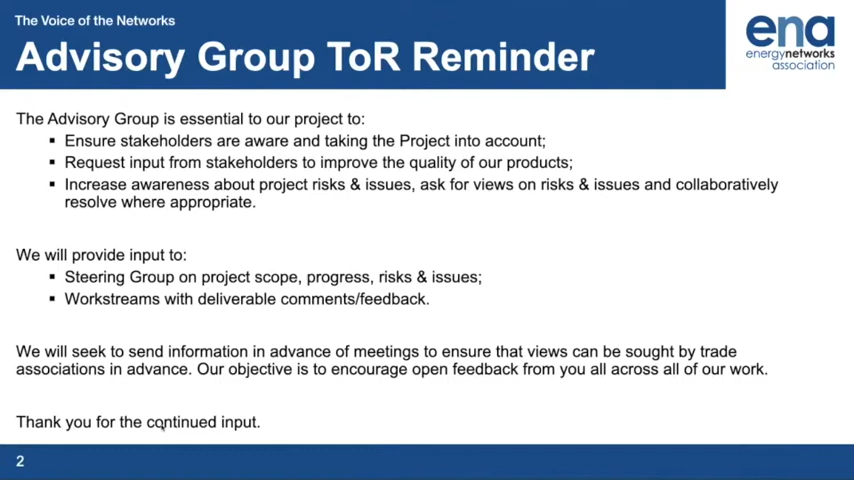 The Voice of the Networks
Advisory Group ToR Reminder
ena
energynetworks
association
The Advisory Group is essential to our project to:
▪ Ensure stakeholders are aware and taking the Project into account;
▪ Request input from stakeholders to improve the quality of our products;
▪ Increase awareness about project risks & issues, ask for views on risks & issues and collaboratively
resolve where appropriate.
We will provide input to:
▪ Steering Group on project scope, progress, risks & issues;
▪ Workstreams with deliverable comments/feedback.
We will seek to send information in advance of meetings to ensure that views can be sought by trade
associations in advance. Our objective is to encourage open feedback from you all across all of our work.
Thank you for the continued input.
2